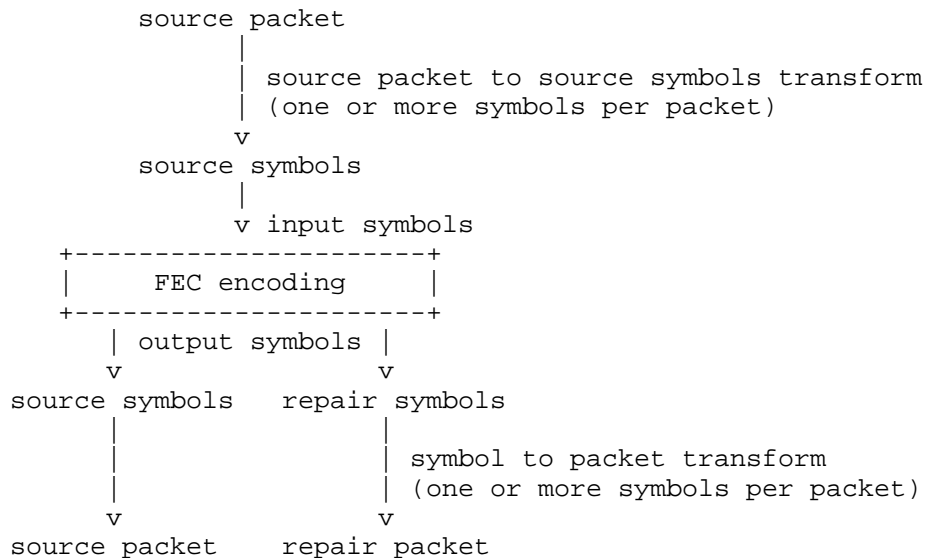 source packet
|
| source packet to source symbols transform
| (one or more symbols per packet)
v
source symbols
|
v input symbols
+----------------------+
|     FEC encoding     |
+----------------------+
| output symbols |
v                v
source symbols   repair symbols
|                |
|                | symbol to packet transform
|                | (one or more symbols per packet)
v                v
source packet    repair packet